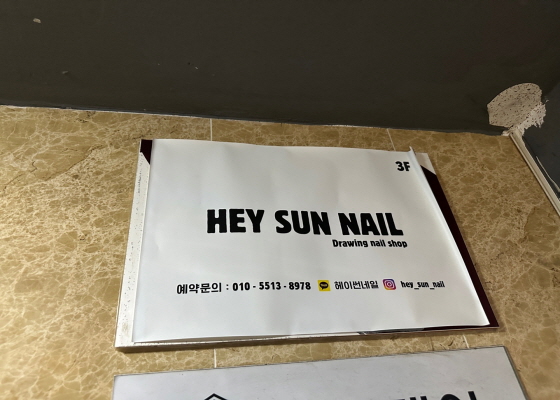 3F
HEY SUN NAIL
Drawing nail shop
예약문의 : 010 - 5513 - 8978 헤이썬네일 hey_sun_nail